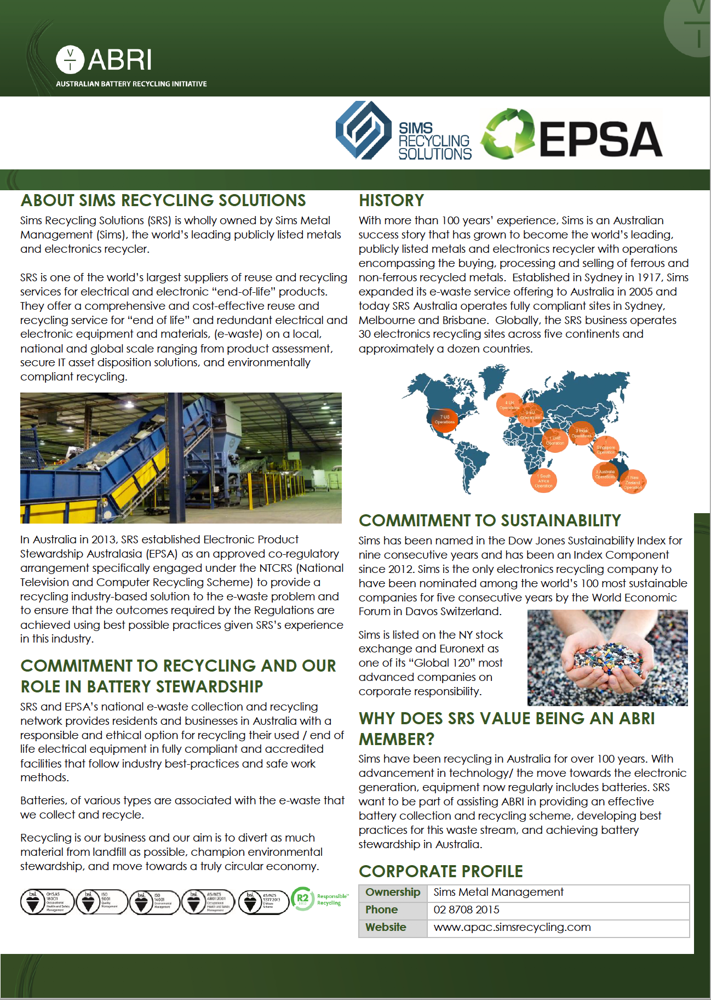 V
I
ABRI
AUSTRALIAN BATTERY RECYCLING INITIATIVE
V
I
SIMS
RECYCLING
SOLUTIONS
EPSA
ABOUT SIMS RECYCLING SOLUTIONS
Sims Recycling Solutions (SRS) is wholly owned by Sims Metal
Management (Sims), the world’s leading publicly listed metals
and electronics recycler.
SRS is one of the world’s largest suppliers of reuse and recycling
services for electrical and electronic “end-of-life” products.
They offer a comprehensive and cost-effective reuse and
recycling service for “end of life” and redundant electrical and
electronic equipment and materials, (e-waste) on a local,
national and global scale ranging from product assessment,
secure IT asset disposition solutions, and environmentally
compliant recycling.
In Australia in 2013, SRS established Electronic Product
Stewardship Australasia (EPSA) as an approved co-regulatory
arrangement specifically engaged under the NTCRS (National
Television and Computer Recycling Scheme) to provide a
recycling industry-based solution to the e-waste problem and
to ensure that the outcomes required by the Regulations are
achieved using best possible practices given SRS’s experience
in this industry.
COMMITMENT TO RECYCLING AND OUR
ROLE IN BATTERY STEWARDSHIP
SRS and EPSA’s national e-waste collection and recycling
network provides residents and businesses in Australia with a
responsible and ethical option for recycling their used / end of
life electrical equipment in fully compliant and accredited
facilities that follow industry best-practices and safe work
methods.
Batteries, of various types are associated with the e-waste that
we collect and recycle.
Recycling is our business and our aim is to divert as much
material from landfill as possible, champion environmental
stewardship, and move towards a truly circular economy.
bsi.
OHSAS
18001
Occupational
Health and Safety
Management
bsi.
ISO
9001
Quality
Management
bsi.
ISO
14001
Environmental
Management
bsi.
AS/NZS
4801:2001
Occupational
Health and Safety
Management
bsi.
AS/NZS
5377:2013
E-Waste
Scheme
R2
Responsible™
Recycling
HISTORY
With more than 100 years’ experience, Sims is an Australian
success story that has grown to become the world’s leading,
publicly listed metals and electronics recycler with operations
encompassing the buying, processing and selling of ferrous and
non-ferrous recycled metals.  Established in Sydney in 1917, Sims
expanded its e-waste service offering to Australia in 2005 and
today SRS Australia operates fully compliant sites in Sydney,
Melbourne and Brisbane.  Globally, the SRS business operates
30 electronics recycling sites across five continents and
approximately a dozen countries.
7 US
Operations
4 UK
Operations
9 EU
Operations
1 UAE
Operation
3 India
Operations
1
Singapore
Operation
1 South
Africa
Operation
3 Australia
Operations
1 New
Zealand
Operation
COMMITMENT TO SUSTAINABILITY
Sims has been named in the Dow Jones Sustainability Index for
nine consecutive years and has been an Index Component
since 2012. Sims is the only electronics recycling company to
have been nominated among the world’s 100 most sustainable
companies for five consecutive years by the World Economic
Forum in Davos Switzerland.
Sims is listed on the NY stock
exchange and Euronext as
one of its “Global 120” most
advanced companies on
corporate responsibility.
WHY DOES SRS VALUE BEING AN ABRI
MEMBER?
Sims have been recycling in Australia for over 100 years. With
advancement in technology/ the move towards the electronic
generation, equipment now regularly includes batteries. SRS
want to be part of assisting ABRI in providing an effective
battery collection and recycling scheme, developing best
practices for this waste stream, and achieving battery
stewardship in Australia.
CORPORATE PROFILE
Ownership Sims Metal Management
Phone 02 8708 2015
Website www.apac.simsrecycling.com